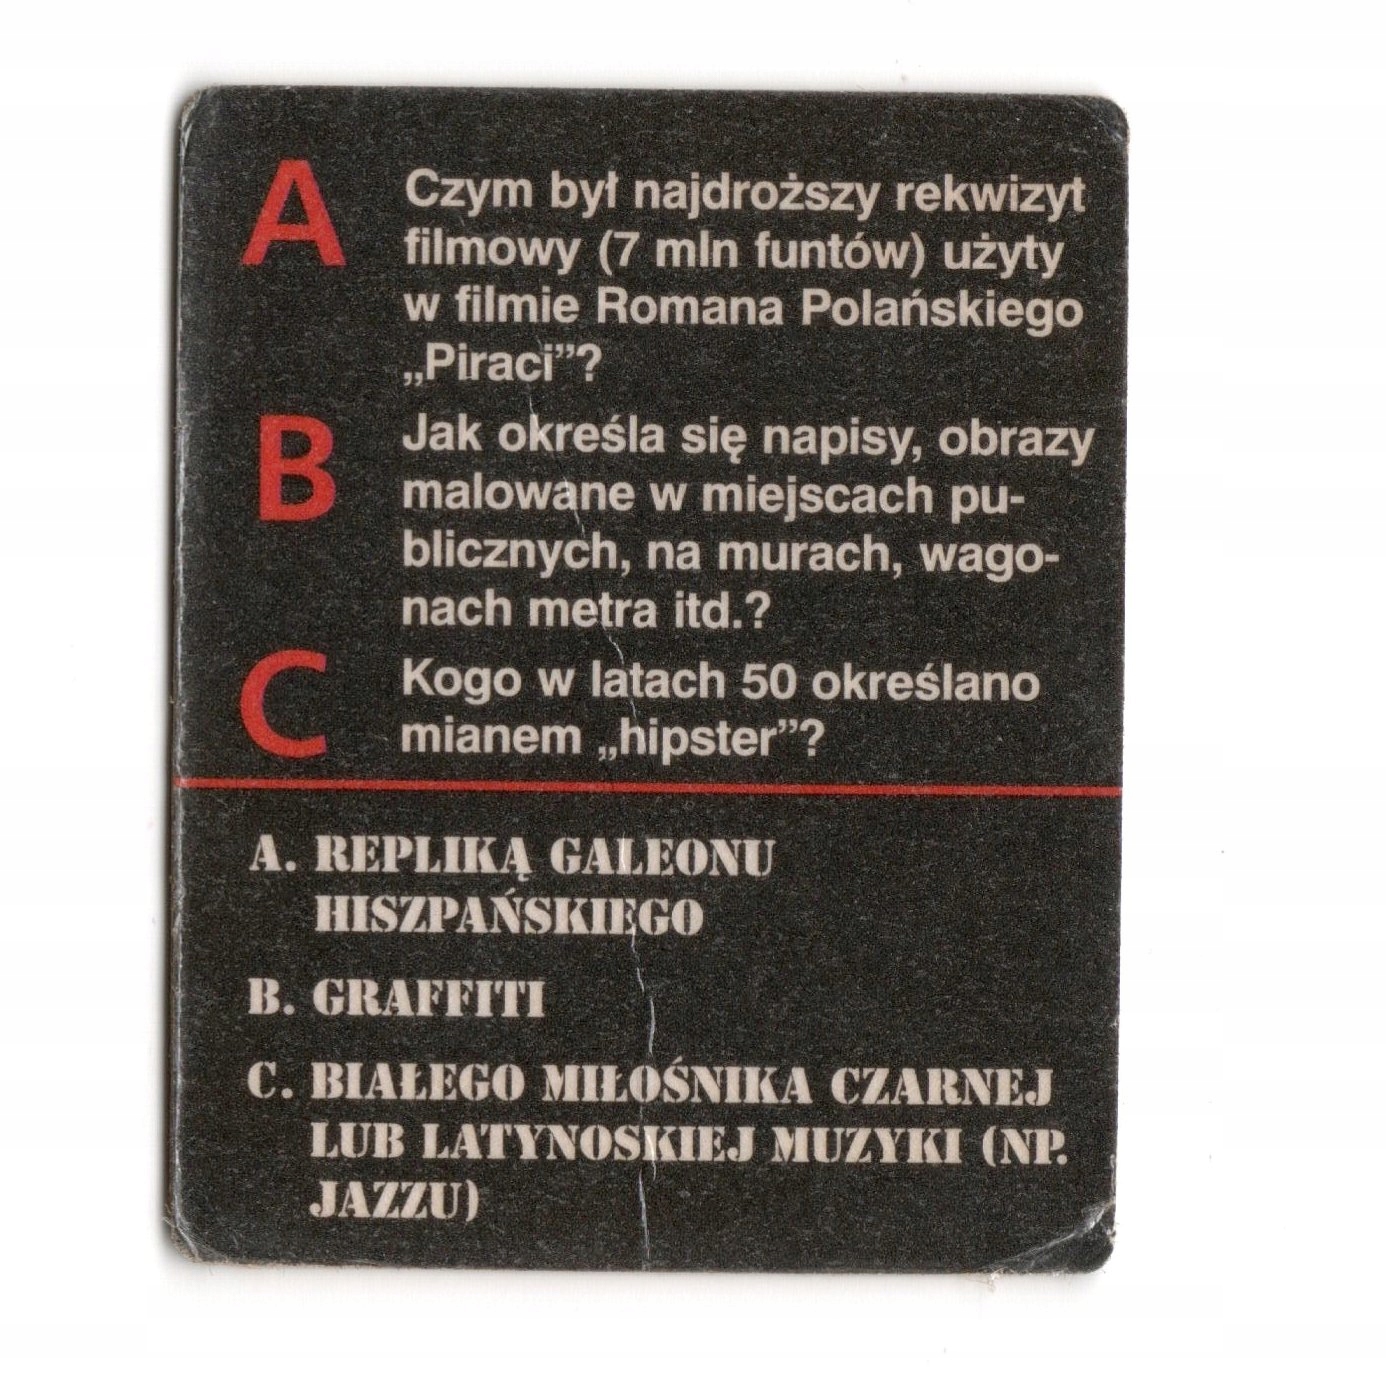 A Czym był najdroższy rekwizyt
filmowy (7 mln funtów) użyty
w filmie Romana Polańskiego
„Piraci”?
B Jak określa się napisy, obrazy
malowane w miejscach pu-
blicznych, na murach, wago-
nach metra itd.?
C Kogo w latach 50 określano
mianem „hipster”?
A. REPLIKĄ GALEONU
HISZPAŃSKIEGO
B. GRAFFITI
C. BIAŁEGO MIŁOŚNIKA CZARNEJ
LUB LATYNOSKIEJ MUZYKI (NP.
JAZZU)